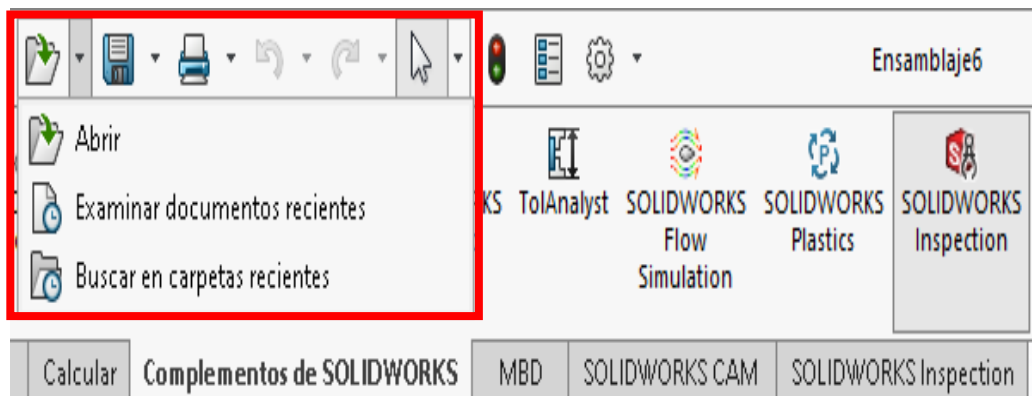 Ensamblaje6
Abrir
Examinar documentos recientes
Buscar en carpetas recientes
KS
TolAnalyst
SOLIDWORKS
Flow
Simulation
SOLIDWORKS
Plastics
SOLIDWORKS
Inspection
Calcular
Complementos de SOLIDWORKS
MBD
SOLIDWORKS CAM
SOLIDWORKS Inspection